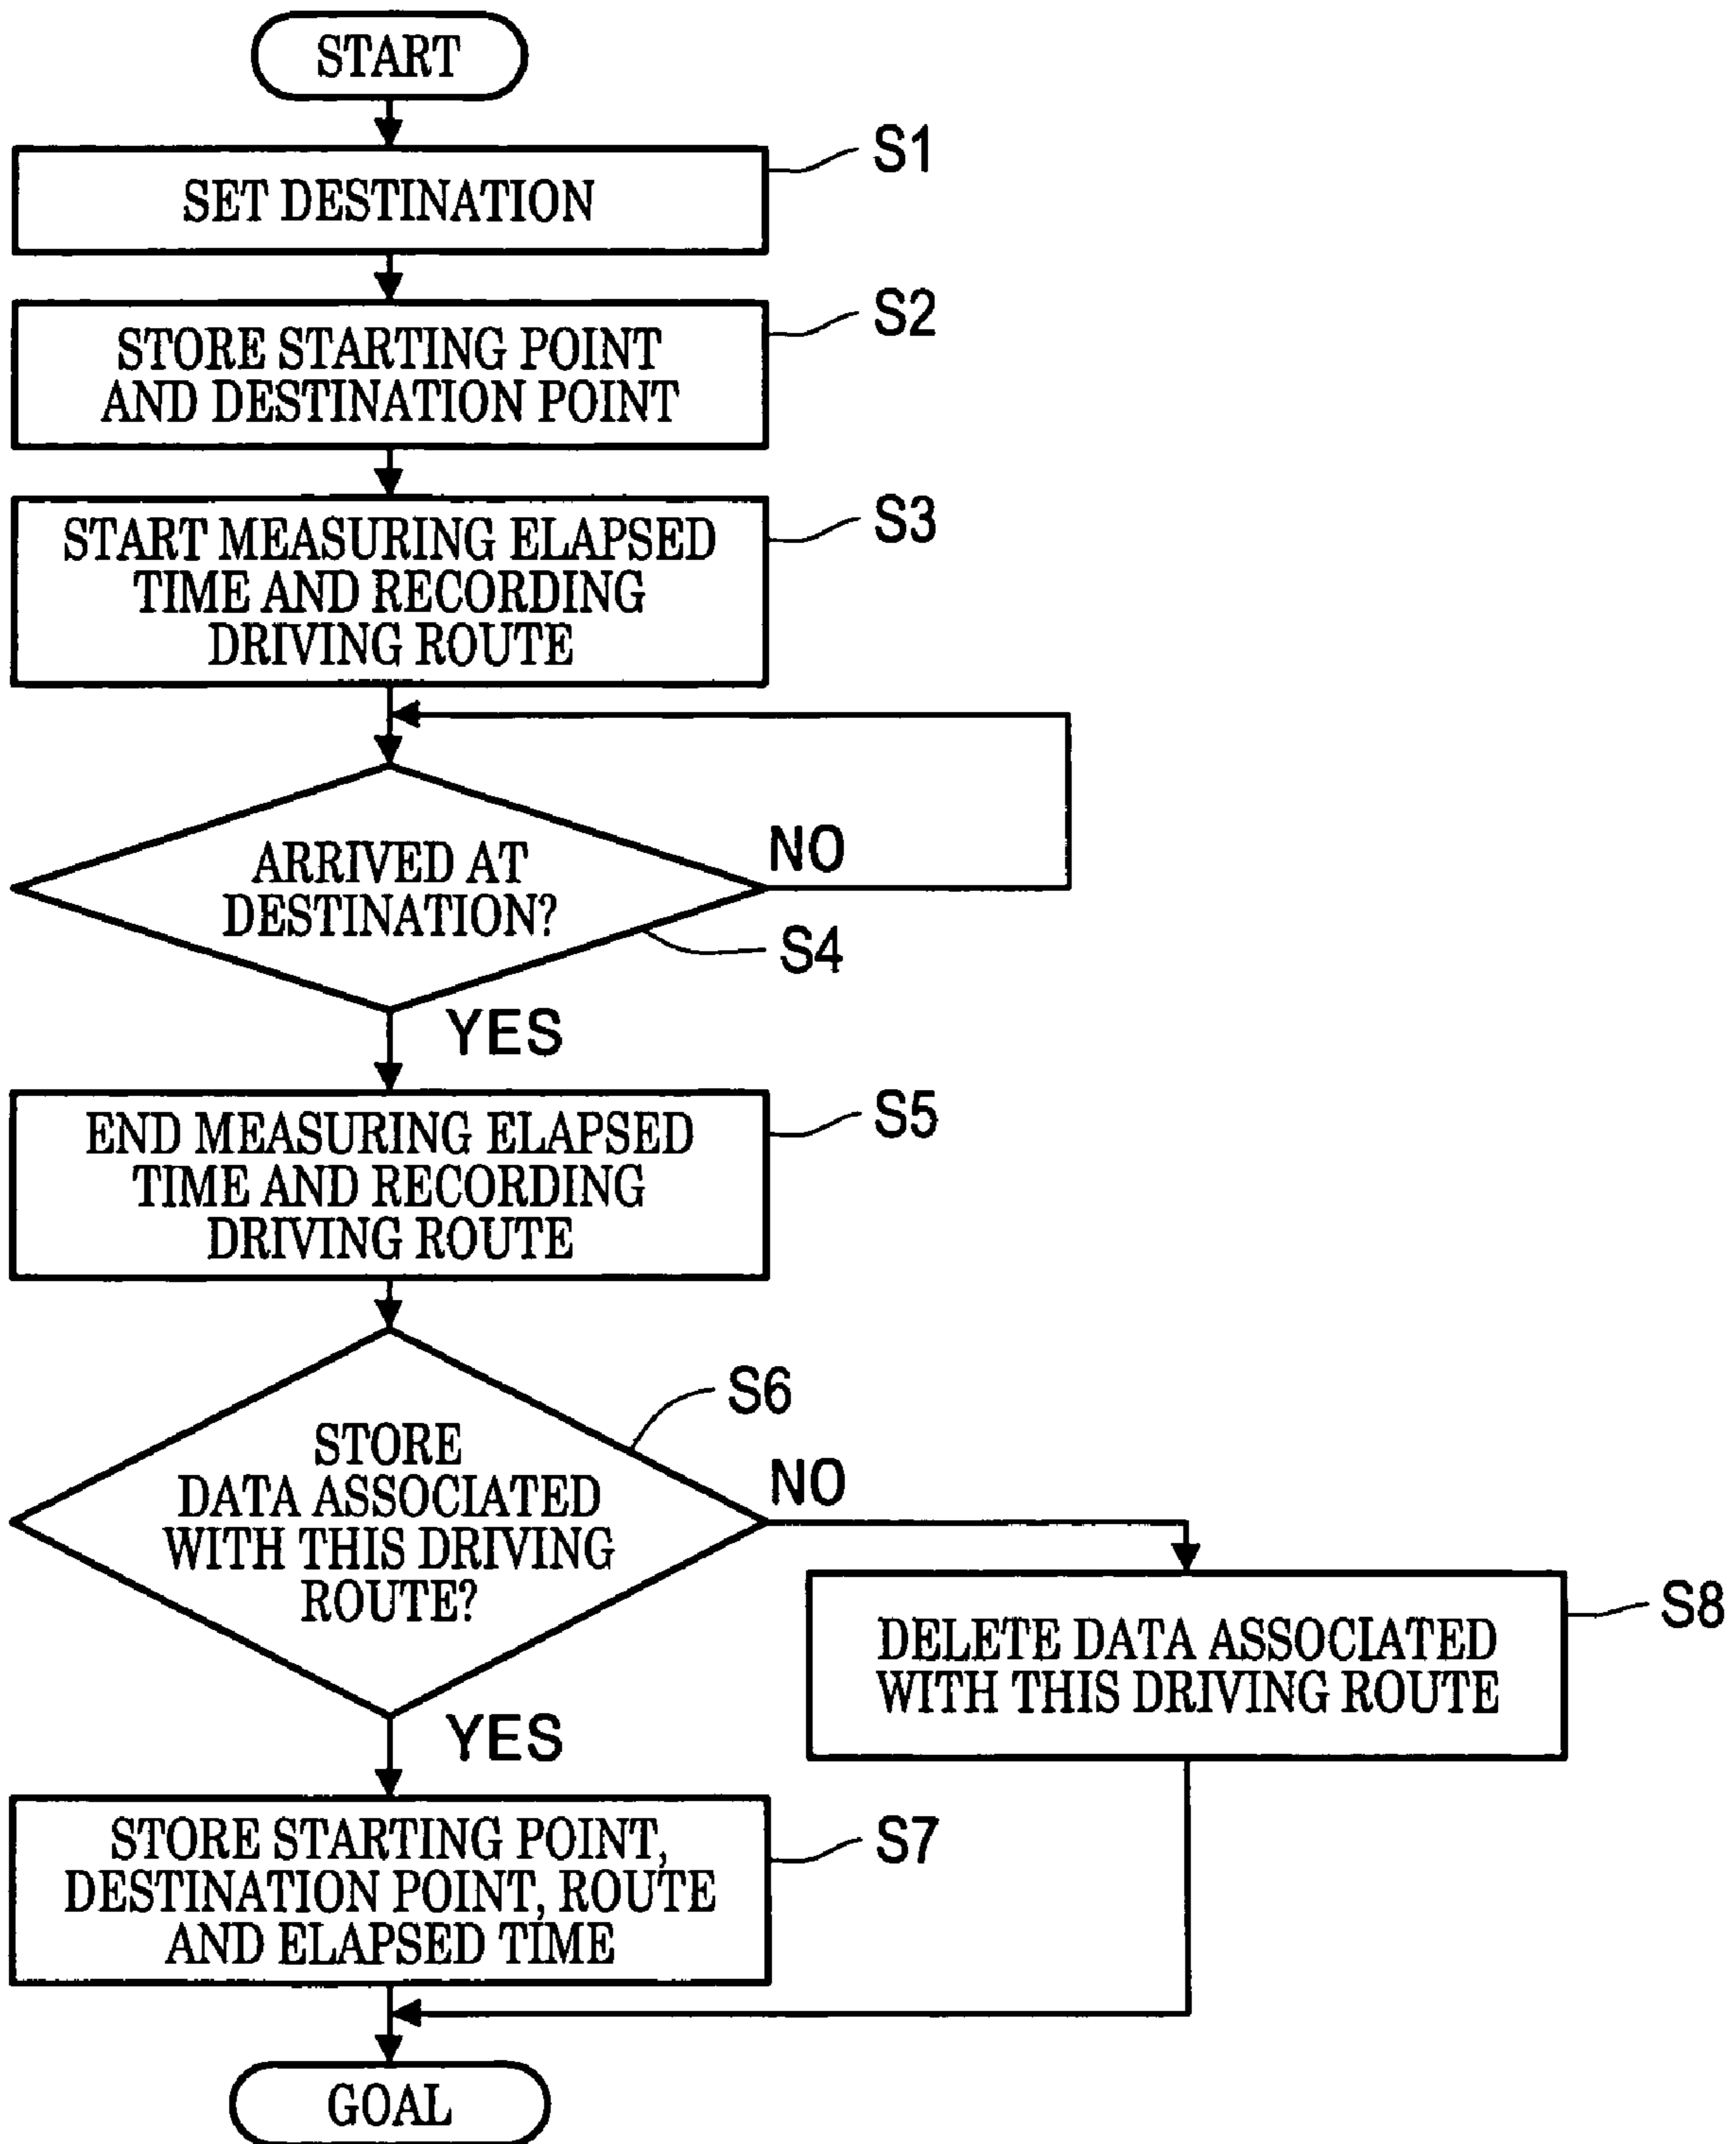 START
S1
SET DESTINATION
S2
STORE STARTING POINT
AND DESTINATION POINT
S3
START MEASURING ELAPSED
TIME AND RECORDING
DRIVING ROUTE
ARRIVED AT
DESTINATION?
NO
S4
YES
S5
END MEASURING ELAPSED
TIME AND RECORDING
DRIVING ROUTE
S6
STORE
DATA ASSOCIATED
WITH THIS DRIVING
ROUTE?
NO
S8
DELETE DATA ASSOCIATED
WITH THIS DRIVING ROUTE
YES
S7
STORE STARTING POINT,
DESTINATION POINT, ROUTE
AND ELAPSED TIME
GOAL